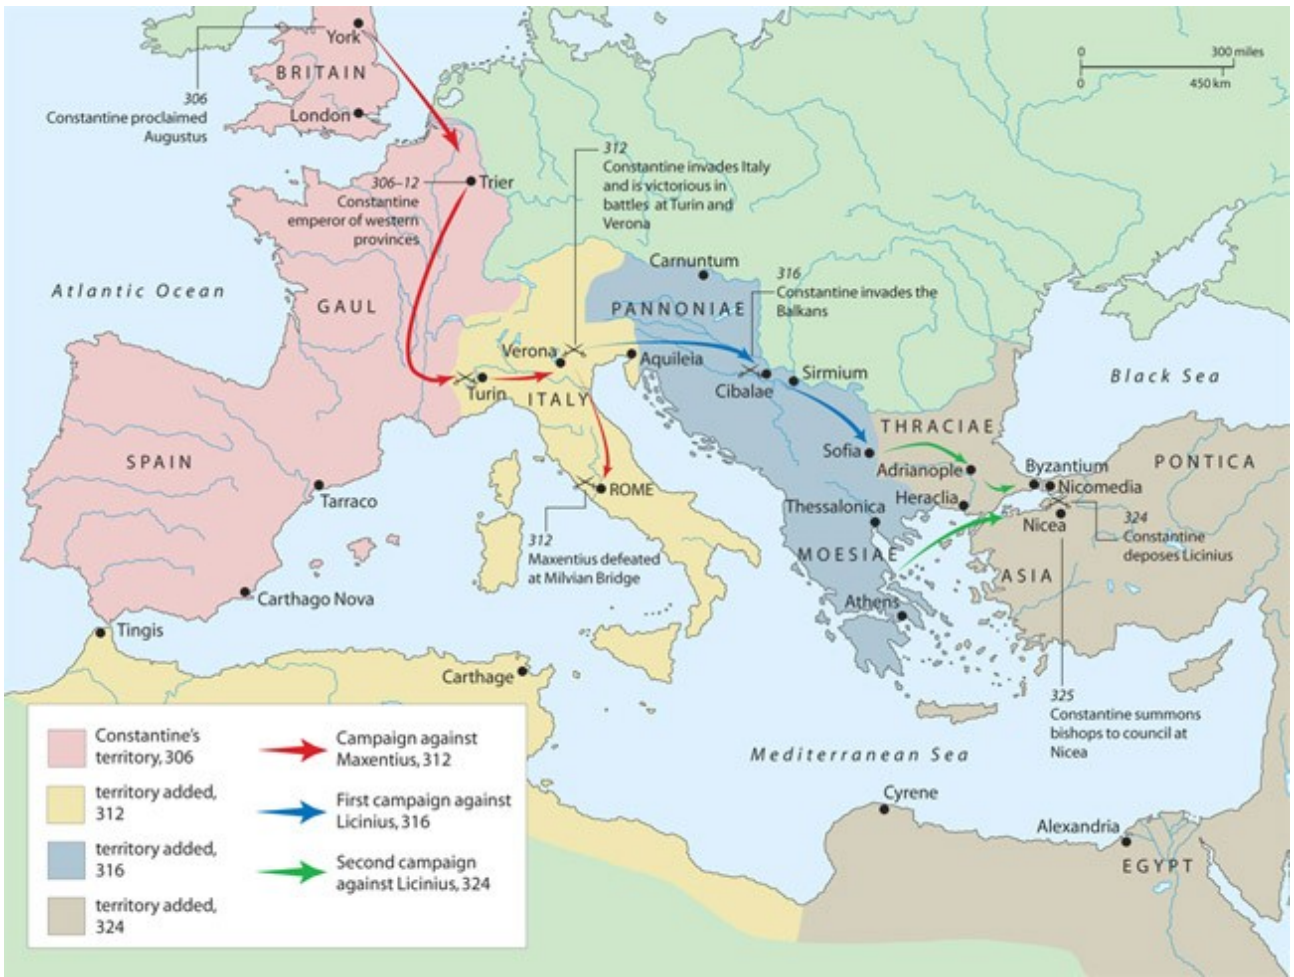 York
BRITAIN
306
Constantine proclaimed
Augustus
London
306–12
Constantine
emperor of western
provinces
Trier
312
Constantine invades Italy
and is victorious in
battles at Turin and
Verona
0
300 miles
0
450 km
Atlantic Ocean
GAUL
Carnuntum
PANNONIAE
316
Constantine invades the
Balkans
Verona
Aquileia
Turin
ITALY
Cibalae
Sirmium
Black Sea
SPAIN
Tarraco
ROME
THRACIAE
Sofia
Adrianople
Byzantium
PONTICA
Nicomedia
Heraclia
Thessalonica
Nicea
324
Constantine
deposes Licinius
312
Maxentius defeated
at Milvian Bridge
MOESIAE
ASIA
Carthago Nova
Athens
Tingis
Carthage
325
Constantine summons
bishops to council at
Nicea
Mediterranean Sea
Cyrene
Alexandria
EGYPT
Constantine's
territory, 306
territory added,
312
territory added,
316
territory added,
324
Campaign against
Maxentius, 312
First campaign against
Licinius, 316
Second campaign
against Licinius, 324